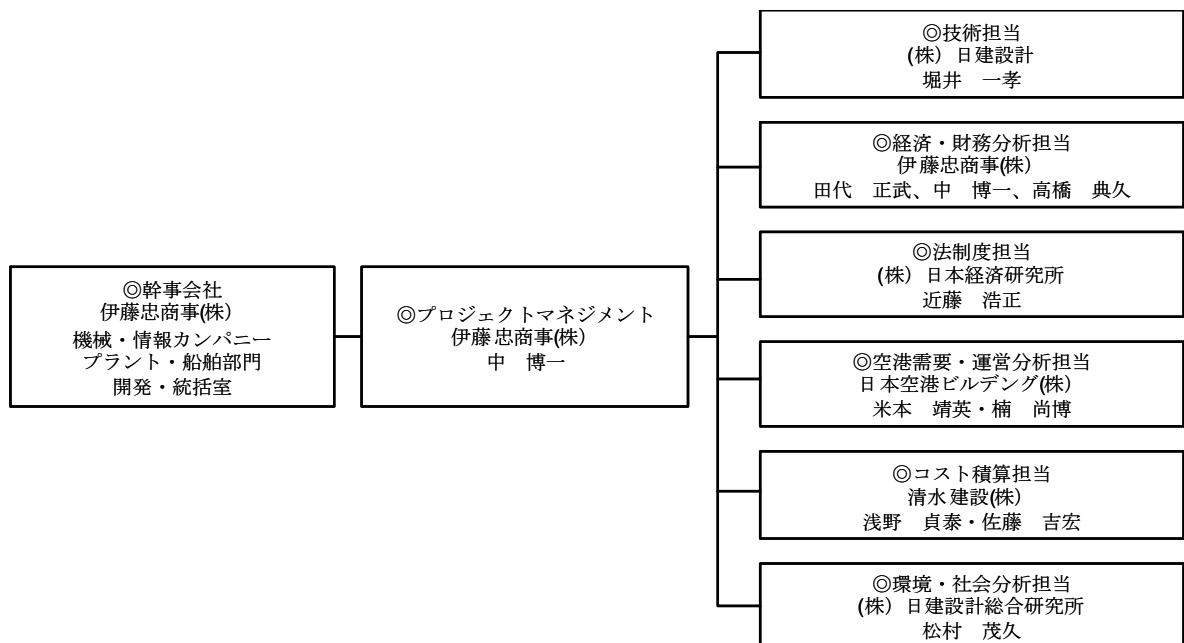 ◎幹事会社
伊藤忠商事(株)
機械・情報カンパニー
プラント・船舶部門
開発・統括室
◎プロジェクトマネジメント
伊藤忠商事(株)
中　博一
◎技術担当
(株）日建設計
堀井　一孝
◎経済・財務分析担当
伊藤忠商事(株)
田代　正武、中　博一、高橋　典久
◎法制度担当
(株）日本経済研究所
近藤　浩正
◎空港需要・運営分析担当
日本空港ビルデング(株）
米本　靖英・楠　尚博
◎コスト積算担当
清水建設(株）
浅野　貞泰・佐藤　吉宏
◎環境・社会分析担当
(株）日建設計総合研究所
松村　茂久